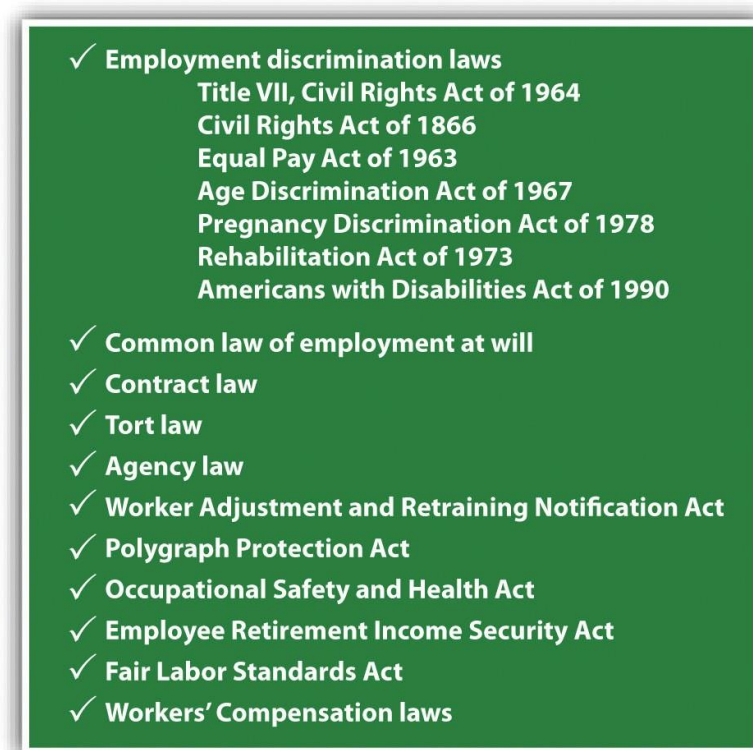 ✓ Employment discrimination laws
Title VII, Civil Rights Act of 1964
Civil Rights Act of 1866
Equal Pay Act of 1963
Age Discrimination Act of 1967
Pregnancy Discrimination Act of 1978
Rehabilitation Act of 1973
Americans with Disabilities Act of 1990
✓ Common law of employment at will
✓ Contract law
✓ Tort law
✓ Agency law
✓ Worker Adjustment and Retraining Notification Act
✓ Polygraph Protection Act
✓ Occupational Safety and Health Act
✓ Employee Retirement Income Security Act
✓ Fair Labor Standards Act
✓ Workers’ Compensation laws